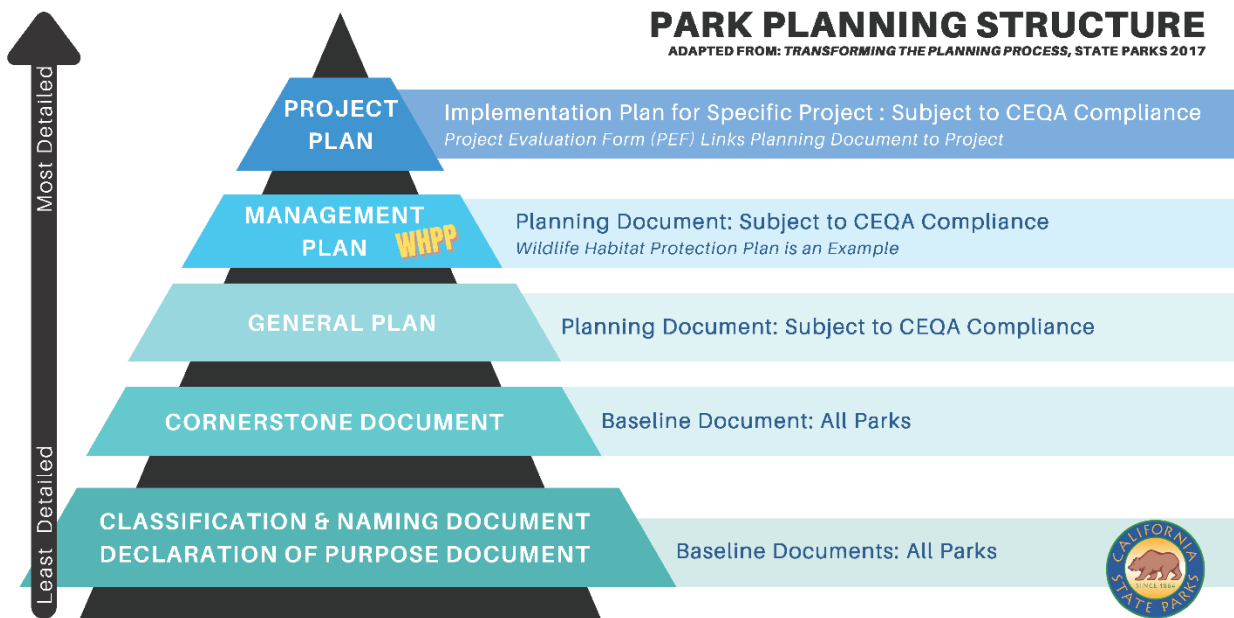 PARK PLANNING STRUCTURE
ADAPTED FROM: TRANSFORMING THE PLANNING PROCESS, STATE PARKS 2017
Most Detailed
PROJECT
PLAN
Implementation Plan for Specific Project : Subject to CEQA Compliance
Project Evaluation Form (PEF) Links Planning Document to Project
MANAGEMENT
PLAN
WHPP
Planning Document: Subject to CEQA Compliance
Wildlife Habitat Protection Plan is an Example
GENERAL PLAN
Planning Document: Subject to CEQA Compliance
CORNERSTONE DOCUMENT
Baseline Document: All Parks
Least Detailed
CLASSIFICATION & NAMING DOCUMENT
DECLARATION OF PURPOSE DOCUMENT
Baseline Documents: All Parks
CALIFORNIA
SINCE 1864
STATE PARKS